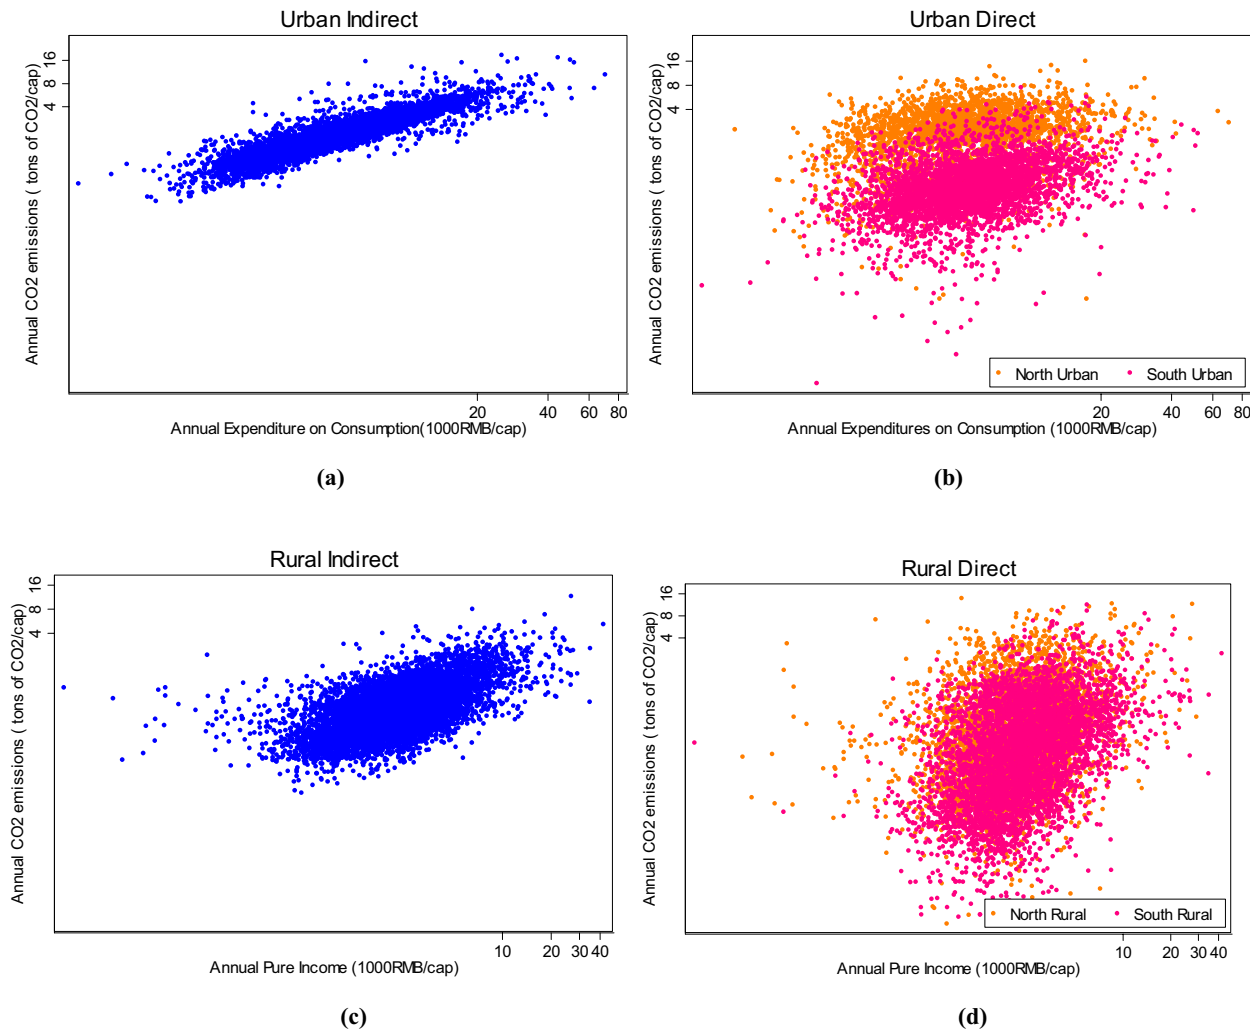 Urban Indirect
Annual CO2 emissions ( tons of CO2/cap)
16
8
4
20 40 60 80
Annual Expenditure on Consumption(1000RMB/cap)
(a)
Urban Direct
Annual CO2 emissions ( tons of CO2/cap)
16
8
4
North Urban South Urban
20 40 60 80
Annual Expenditures on Consumption (1000RMB/cap)
(b)
Rural Indirect
Annual CO2 emissions ( tons of CO2/cap)
16
8
4
10 20 30 40
Annual Pure Income (1000RMB/cap)
(c)
Rural Direct
Annual CO2 emissions ( tons of CO2/cap)
16
8
4
North Rural South Rural
10 20 30 40
Annual Pure Income (1000RMB/cap)
(d)